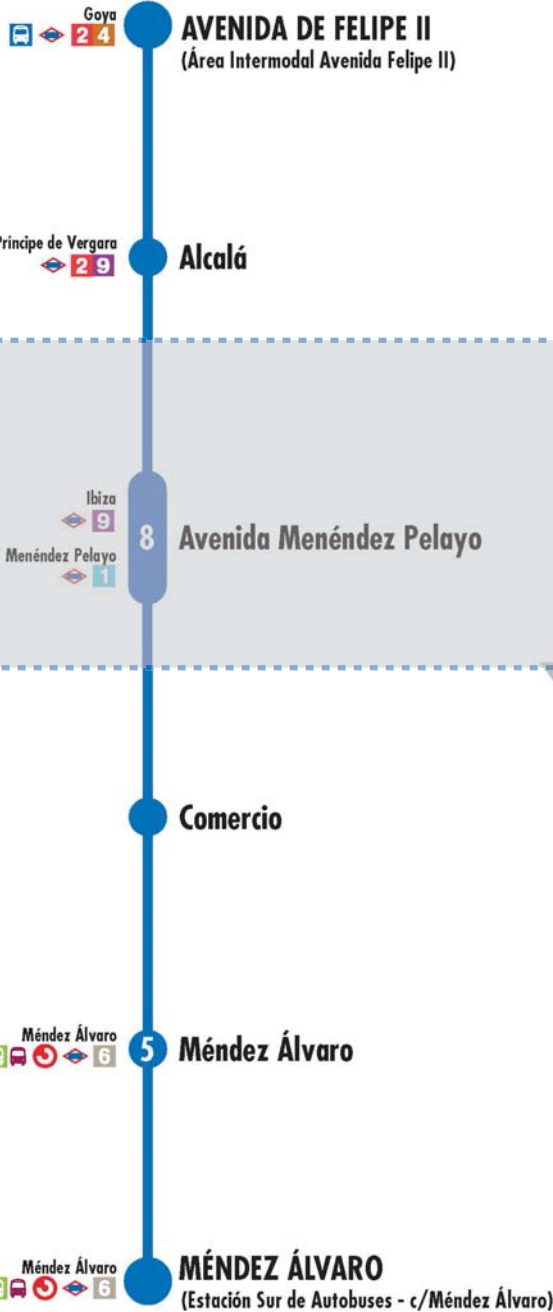 Goya
2 4
AVENIDA DE FELIPE II
(Área Intermodal Avenida Felipe II)
Príncipe de Vergara
2 9
Alcalá
Ibiza
9
Menéndez Pelayo
1
8
Avenida Menéndez Pelayo
Comercio
Méndez Álvaro
6
5
Méndez Álvaro
Méndez Álvaro
6
MÉNDEZ ÁLVARO
(Estación Sur de Autobuses - c/Méndez Álvaro)